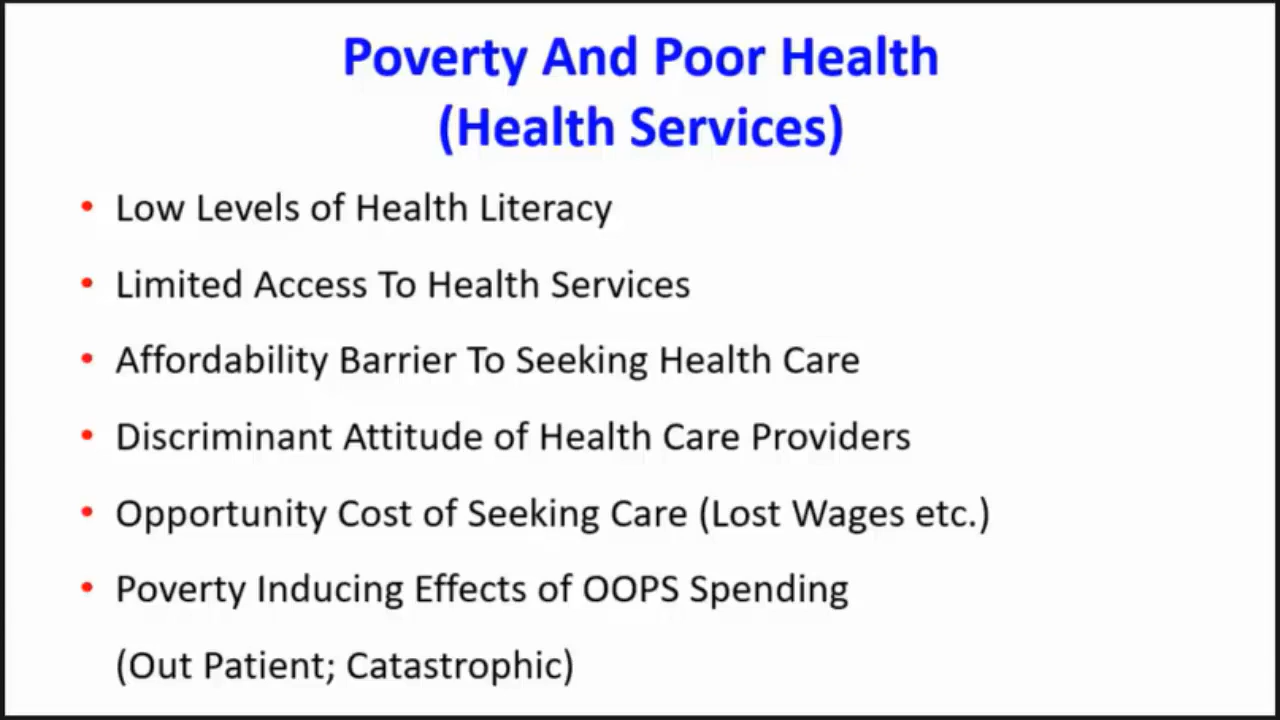 Poverty And Poor Health
(Health Services)
• Low Levels of Health Literacy
• Limited Access To Health Services
• Affordability Barrier To Seeking Health Care
• Discriminant Attitude of Health Care Providers
• Opportunity Cost of Seeking Care (Lost Wages etc.)
• Poverty Inducing Effects of OOPS Spending
(Out Patient; Catastrophic)